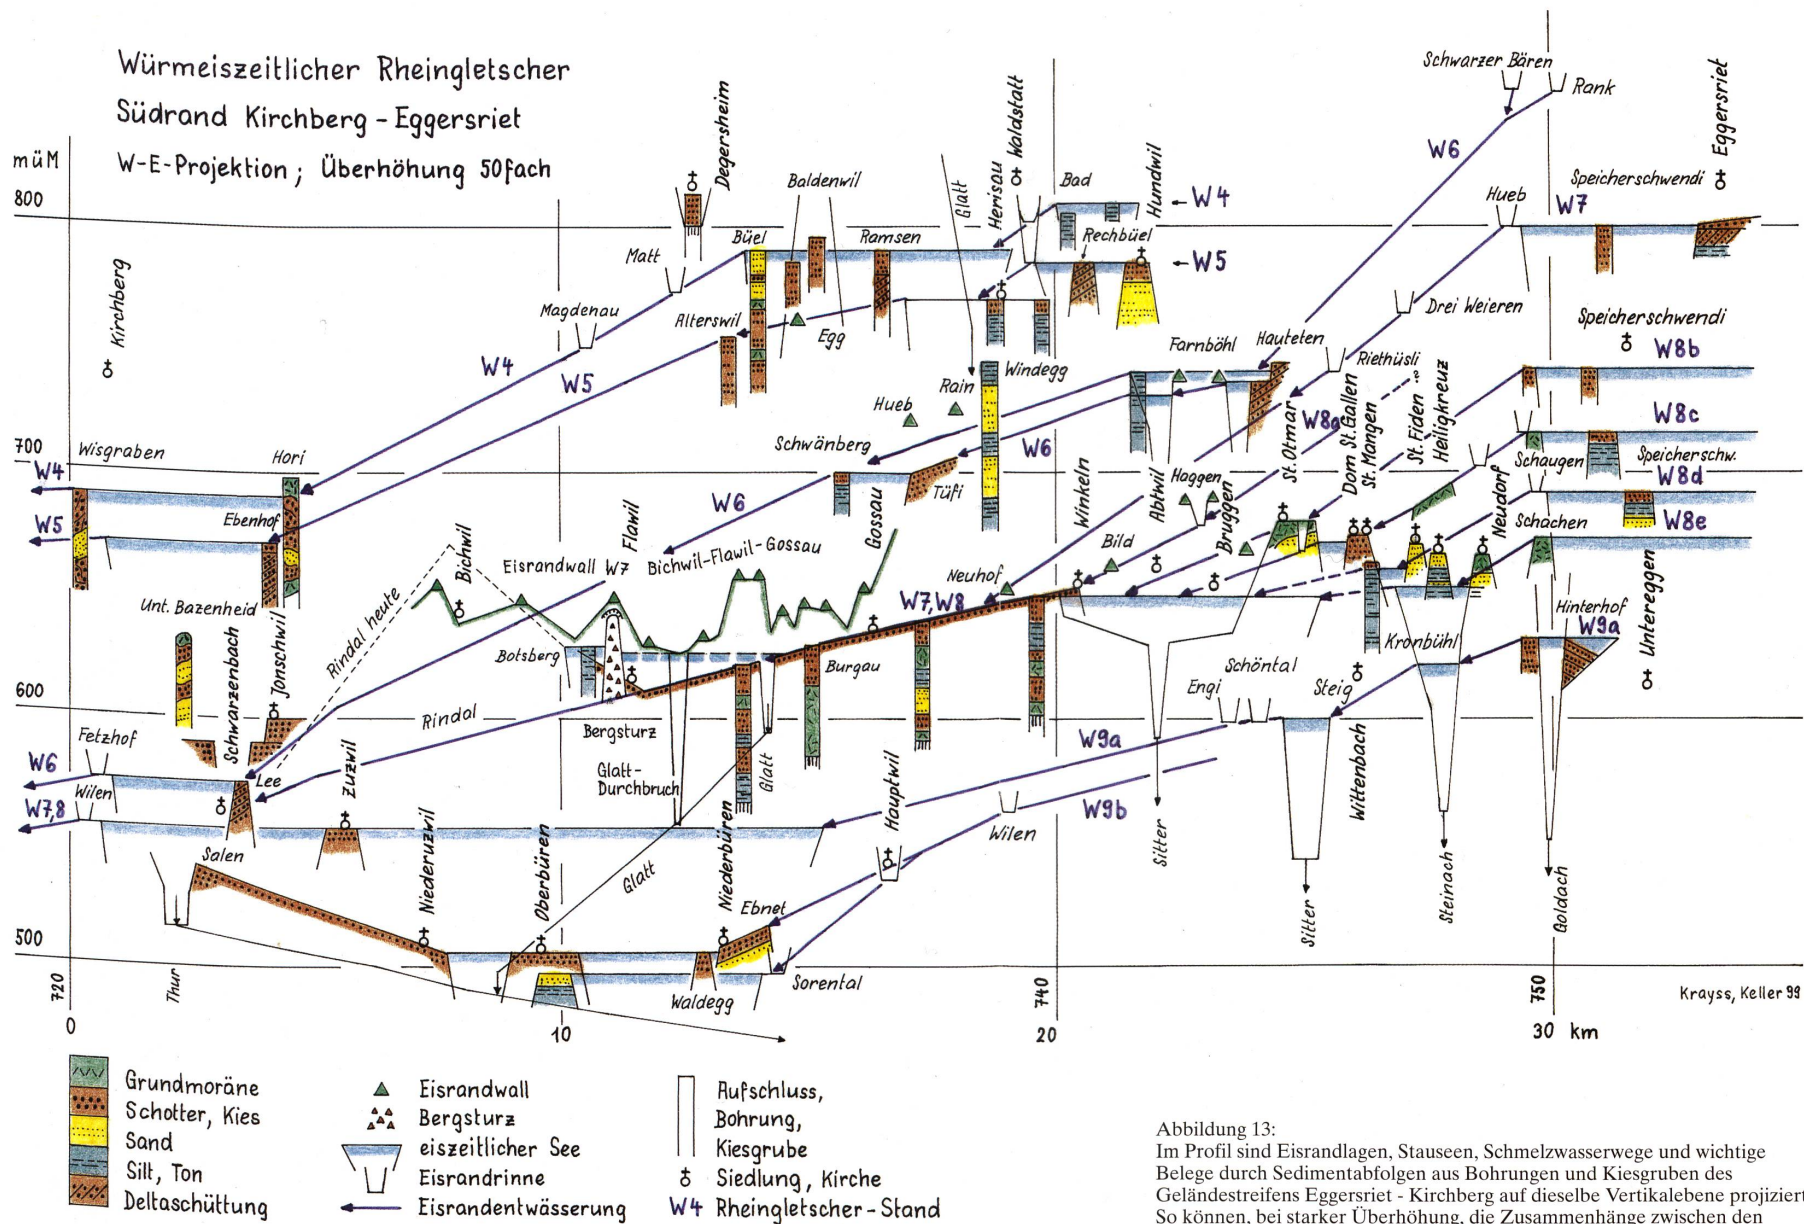 Würmeiszeitlicher Rheingletscher
Südrand Kirchberg - Eggersriet
W-E-Projektion; Überhöhung 50fach
müM
800
700
600
500
Kirchberg
Degersheim
Baldenwil
Büel
Ramsen
Matt
Magdenau
Alterswil
Egg
W4
W5
Glatt
Herisau
Waldstatt
Bad
Hundwil
Rechbüel
W4
W5
Schwarzer Bären
Rank
W6
Eggersriet
Hueb
Speicherschwendi
W7
Drei Weieren
Speicherschwendi
W8b
Farnböhl
Hauteten
Riethüsli
?
W8a
Windegg
Rain
Hueb
Schwänberg
Tüfi
W6
W6
Wisgraben
Hori
W4
W5
Ebenhof
Unt. Bazenheid
Schwarzenbach
Jonschwil
Rindal heute
Bichwil
Eisrandwall W7
Flawil
Bichwil-Flawil-Gossau
Gossau
Neuhof
W7,W8
Winkeln
Bild
Abtwil
Haggen
Bruggen
St. Otmar
Dom St.Gallen
St. Mangen
St. Fiden
Heiligkreuz
Neudorf
W8c
Schaugen
Speicherschw.
W8d
Schachen
W8e
Untereggen
Hinterhof
W9a
Kronbühl
Botsberg
Burgau
Bergsturz
Rindal
Glatt-
Durchbruch
Glatt
Engi
Schöntal
Steig
Wittenbach
W9a
W9b
Fetzhof
W6
Wilen
W7,8
Lee
Zuzwil
Salen
Niederuzwil
Oberbüren
Glatt
Niederbüren
Hauptwil
Wilen
Ebnet
Sorental
Waldegg
Thur
Sitter
Sitter
Steinach
Goldach
720
740
750
Krayss, Keller 99
0
10
20
30 km
Grundmoräne
Schotter, Kies
Sand
Silt, Ton
Deltaschüttung
Eisrandwall
Bergsturz
eiszeitlicher See
Eisrandrinne
Eisrandentwässerung
Aufschluss,
Bohrung,
Kiesgrube
Siedlung, Kirche
W4 Rheingletscher-Stand
Abbildung 13:
Im Profil sind Eisrandlagen, Stauseen, Schmelzwasserwege und wichtige
Belege durch Sedimentabfolgen aus Bohrungen und Kiesgruben des
Geländestreifens Eggersriet - Kirchberg auf dieselbe Vertikalebene projiziert
So können, bei starker Überhöhung, die Zusammenhänge zwischen den